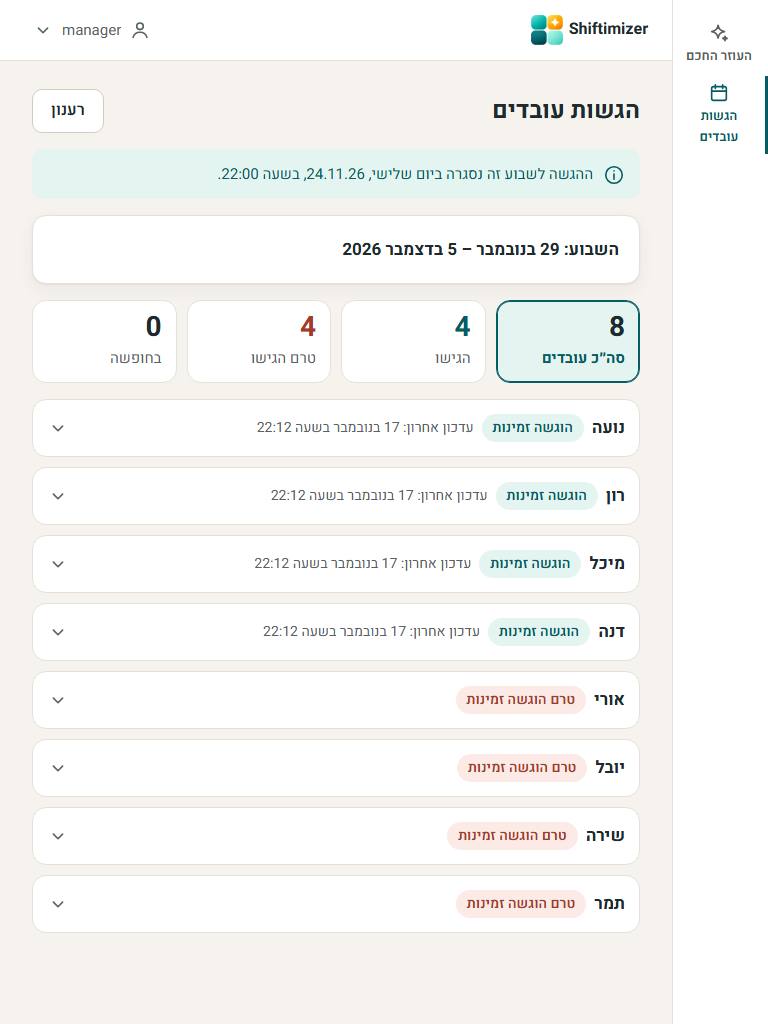 Shiftimizer
manager
העוזר החכם
הגשות
עובדים
הגשות עובדים
רענון
ההגשה לשבוע זה נסגרה ביום שלישי, 24.11.26, בשעה 22:00.
השבוע: 29 בנובמבר – 5 בדצמבר 2026
8
סה״כ עובדים
4
הגישו
4
טרם הגישו
0
בחופשה
נועה הוגשה זמינות עדכון אחרון: 17 בנובמבר בשעה 22:12
רון הוגשה זמינות עדכון אחרון: 17 בנובמבר בשעה 22:12
מיכל הוגשה זמינות עדכון אחרון: 17 בנובמבר בשעה 22:12
דנה הוגשה זמינות עדכון אחרון: 17 בנובמבר בשעה 22:12
אורי טרם הוגשה זמינות
יובל טרם הוגשה זמינות
שירה טרם הוגשה זמינות
תמר טרם הוגשה זמינות